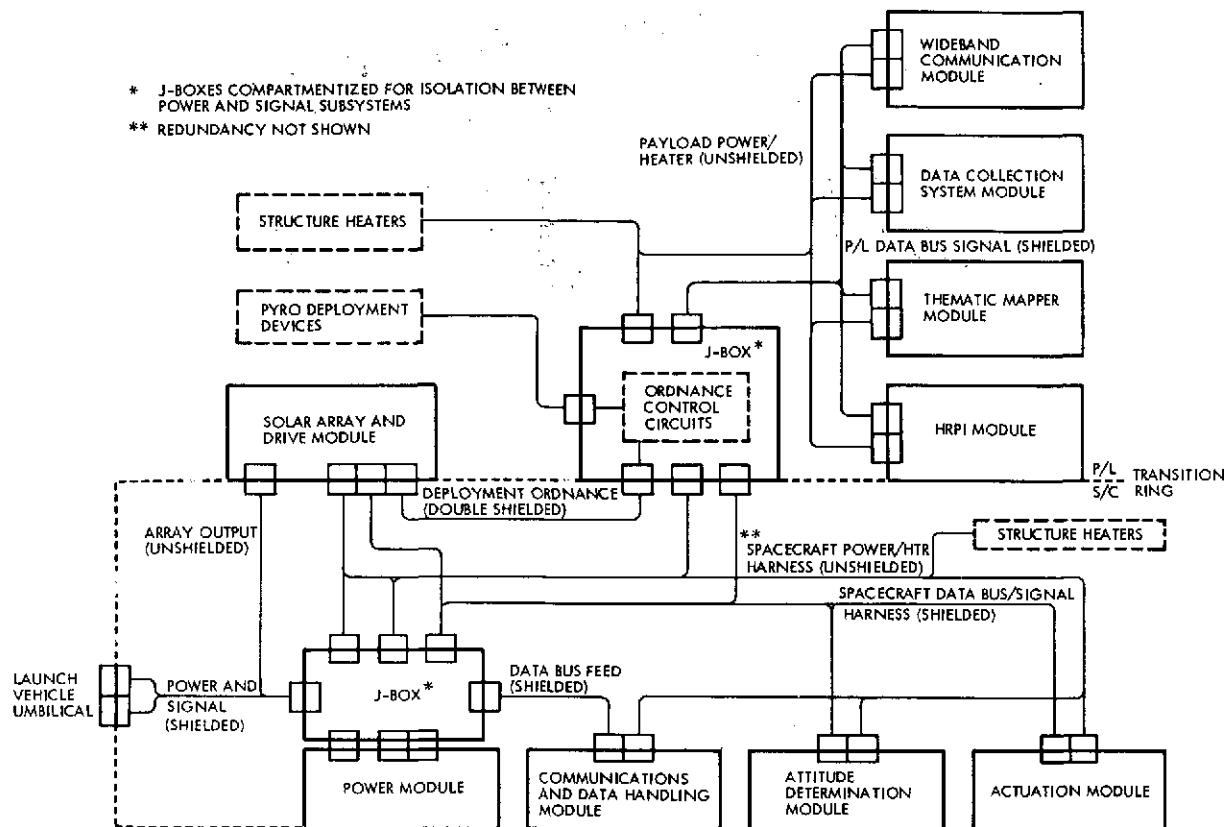 * J-BOXES COMPARTMENTIZED FOR ISOLATION BETWEEN
POWER AND SIGNAL SUBSYSTEMS
** REDUNDANCY NOT SHOWN
WIDEBAND
COMMUNICATION
MODULE
PAYLOAD POWER/
HEATER (UNSHIELDED)
DATA COLLECTION
SYSTEM MODULE
STRUCTURE HEATERS
P/L DATA BUS SIGNAL (SHIELDED)
PYRO DEPLOYMENT
DEVICES
THEMATIC MAPPER
MODULE
J-BOX*
ORDNANCE
CONTROL
CIRCUITS
SOLAR ARRAY AND
DRIVE MODULE
HRPI MODULE
P/L
S/C
TRANSITION
RING
DEPLOYMENT ORDNANCE
(DOUBLE SHIELDED)
ARRAY OUTPUT
(UNSHIELDED)
**
SPACECRAFT POWER/HTR
HARNESS (UNSHIELDED)
STRUCTURE HEATERS
SPACECRAFT DATA BUS/SIGNAL
HARNESS (SHIELDED)
LAUNCH
VEHICLE
UMBILICAL
POWER AND
SIGNAL
(SHIELDED)
J-BOX*
DATA BUS FEED
(SHIELDED)
POWER MODULE
COMMUNICATIONS
AND DATA HANDLING
MODULE
ATTITUDE
DETERMINATION
MODULE
ACTUATION MODULE